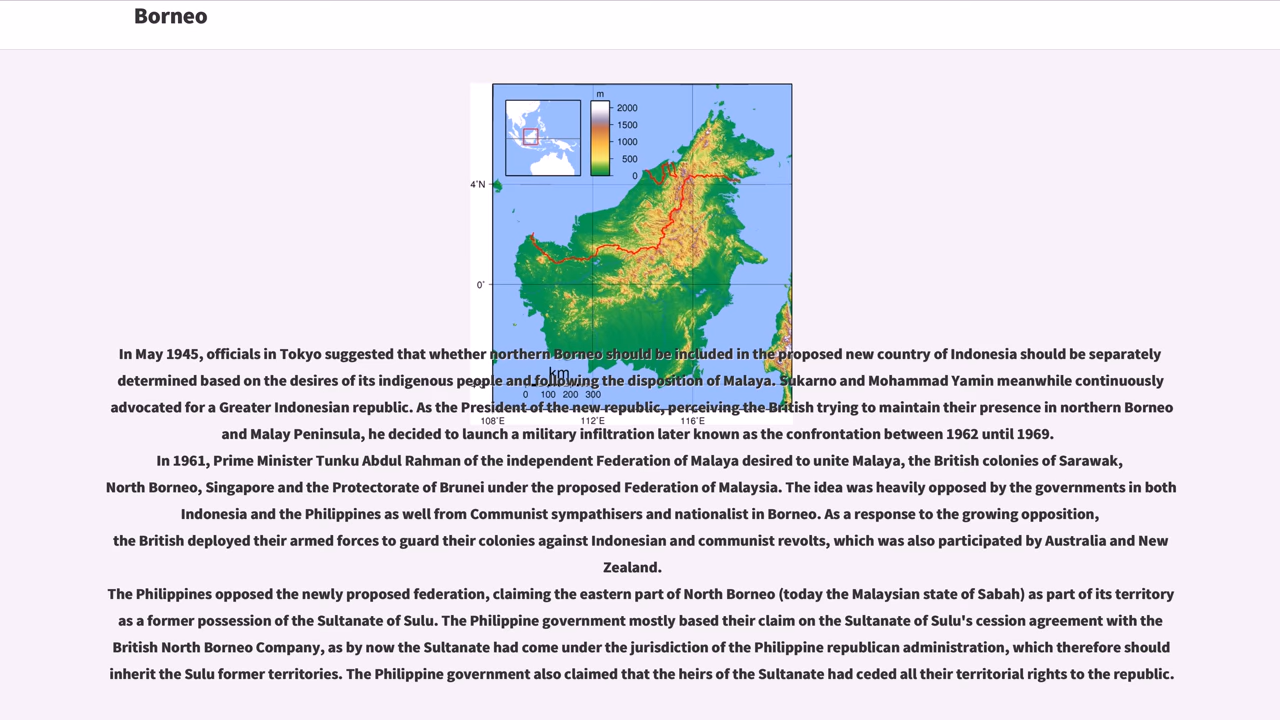 Borneo
m
2000
1500
1000
500
0
4˚N
0˚
In May 1945, officials in Tokyo suggested that whether northern Borneo should be included in the proposed new country of Indonesia should be separately
determined based on the desires of its indigenous people and following the disposition of Malaya. Sukarno and Mohammad Yamin meanwhile continuously
km
0 100 200 300
advocated for a Greater Indonesian republic. As the President of the new republic, perceiving the British trying to maintain their presence in northern Borneo
108˚E 112˚E 116˚E
and Malay Peninsula, he decided to launch a military infiltration later known as the confrontation between 1962 until 1969.
In 1961, Prime Minister Tunku Abdul Rahman of the independent Federation of Malaya desired to unite Malaya, the British colonies of Sarawak,
North Borneo, Singapore and the Protectorate of Brunei under the proposed Federation of Malaysia. The idea was heavily opposed by the governments in both
Indonesia and the Philippines as well from Communist sympathisers and nationalist in Borneo. As a response to the growing opposition,
the British deployed their armed forces to guard their colonies against Indonesian and communist revolts, which was also participated by Australia and New
Zealand.
The Philippines opposed the newly proposed federation, claiming the eastern part of North Borneo (today the Malaysian state of Sabah) as part of its territory
as a former possession of the Sultanate of Sulu. The Philippine government mostly based their claim on the Sultanate of Sulu's cession agreement with the
British North Borneo Company, as by now the Sultanate had come under the jurisdiction of the Philippine republican administration, which therefore should
inherit the Sulu former territories. The Philippine government also claimed that the heirs of the Sultanate had ceded all their territorial rights to the republic.